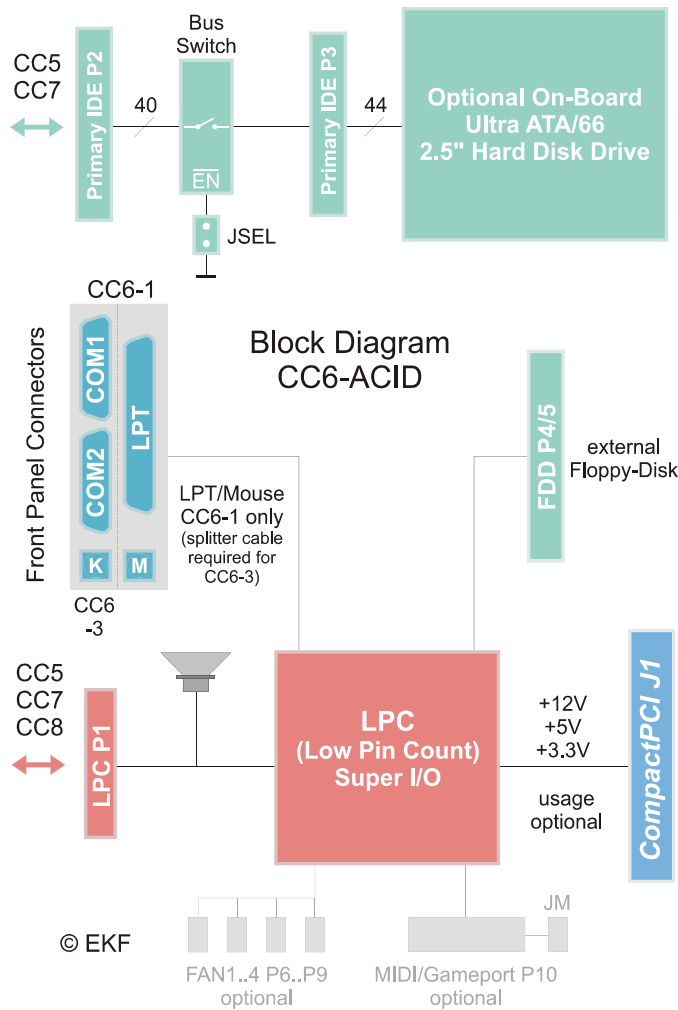 Bus
Switch
CC5
CC7
Primary IDE P2
40
EN
Primary IDE P3
44
Optional On-Board
Ultra ATA/66
2.5" Hard Disk Drive
JSEL
CC6-1
Front Panel Connectors
COM1
COM2
LPT
K
M
CC6
-3
Block Diagram
CC6-ACID
LPT/Mouse
CC6-1 only
(splitter cable
required for
CC6-3)
FDD P4/5
external
Floppy-Disk
CC5
CC7
CC8
LPC P1
LPC
(Low Pin Count)
Super I/O
+12V
+5V
+3.3V
usage
optional
CompactPCI J1
© EKF
FAN1..4 P6..P9
optional
JM
MIDI/Gameport P10
optional